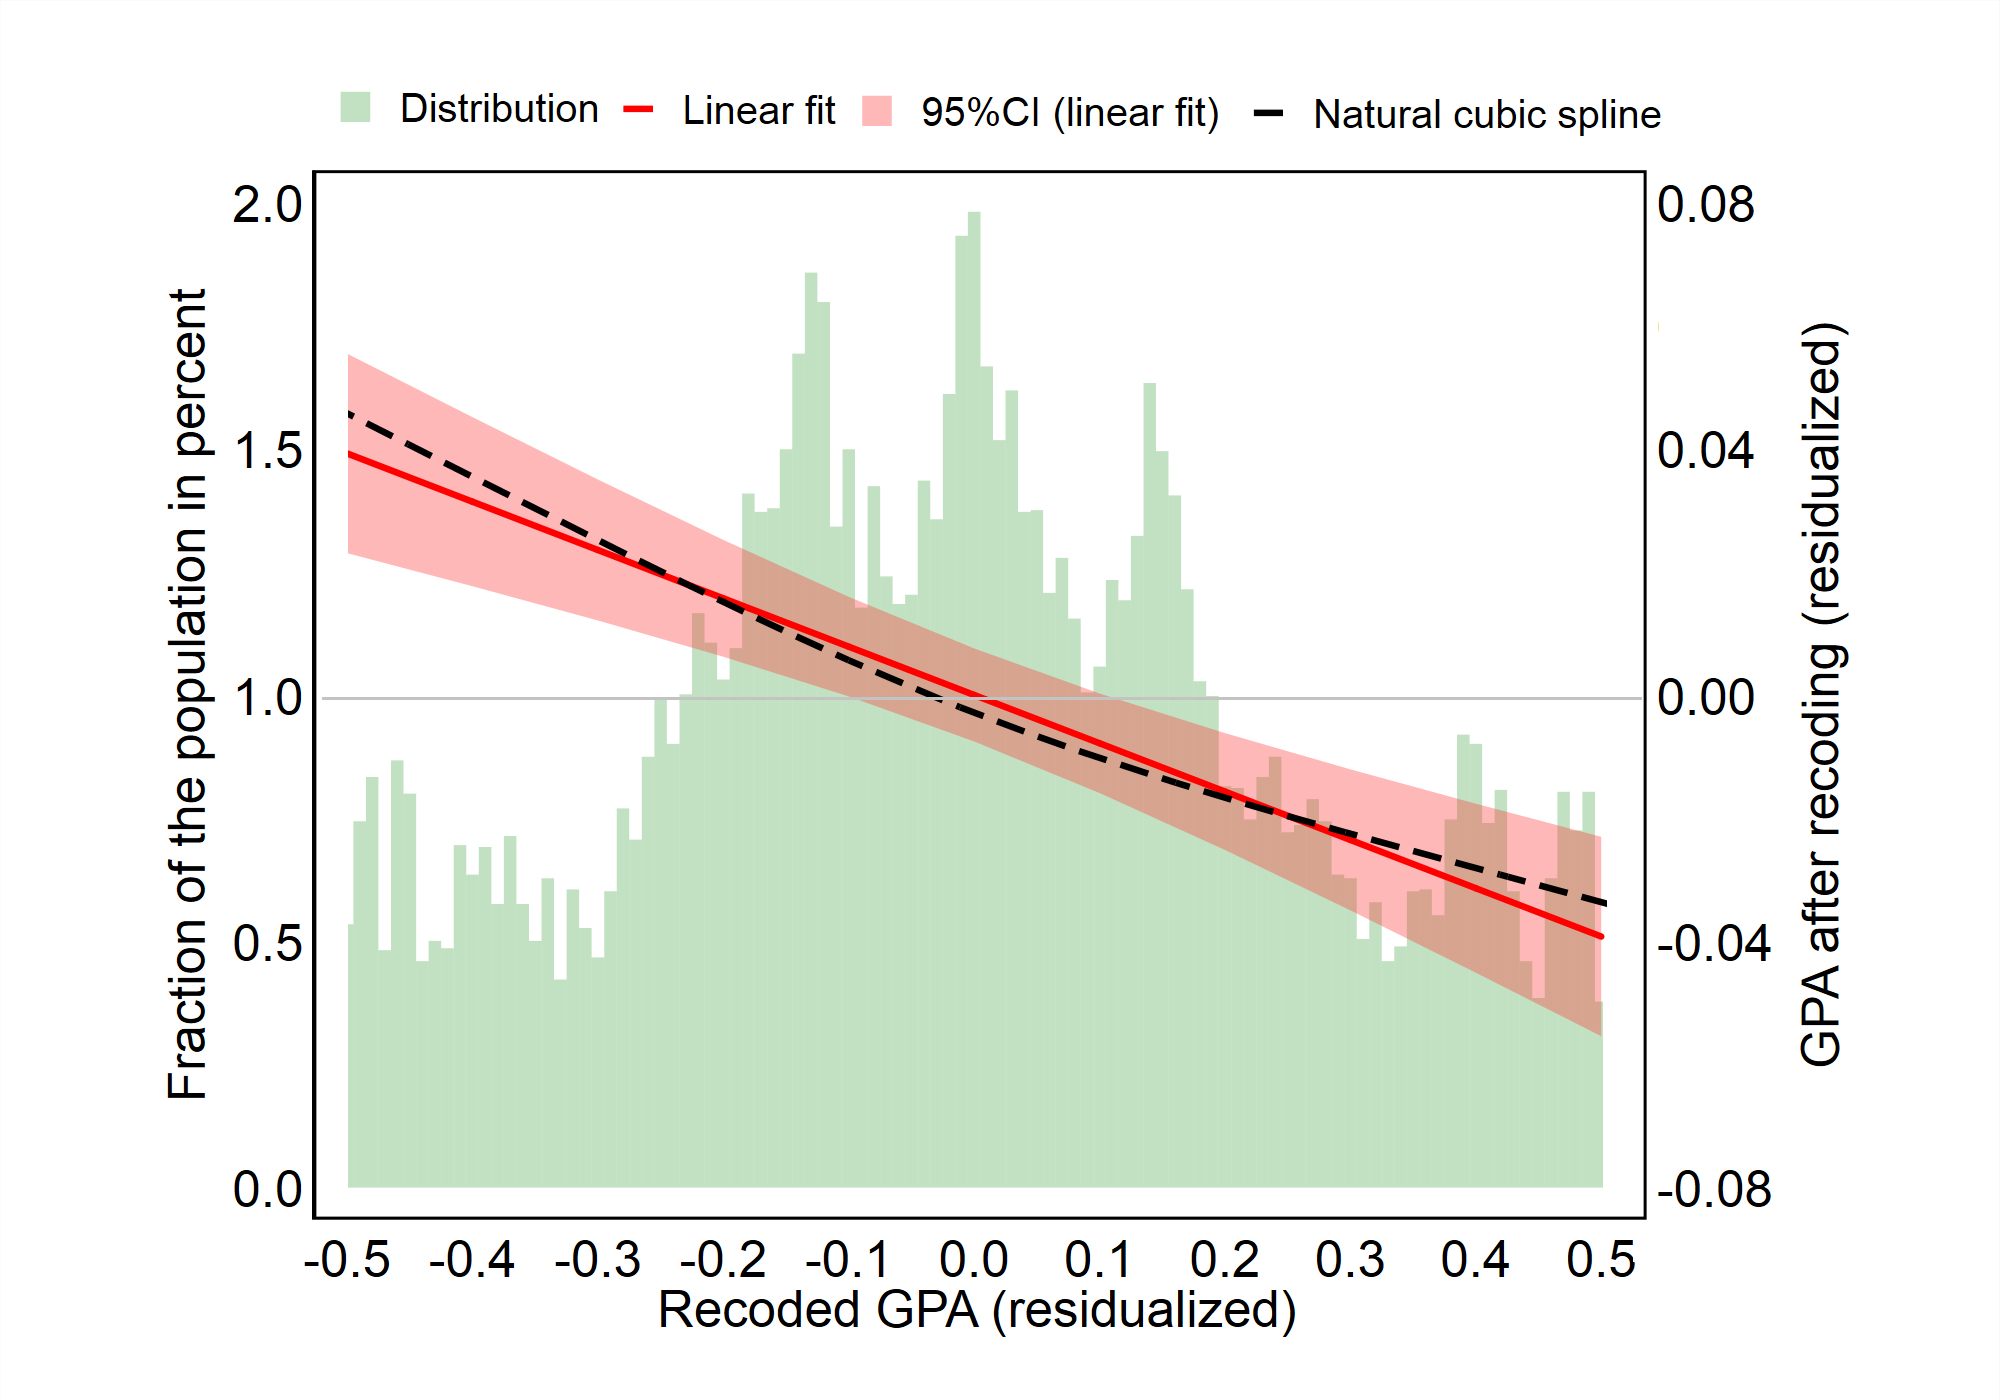 Distribution Linear fit 95%CI (linear fit) Natural cubic spline
Fraction of the population in percent
2.0
1.5
1.0
0.5
0.0
0.08
0.04
0.00
-0.04
-0.08
GPA after recoding (residualized)
-0.5 -0.4 -0.3 -0.2 -0.1 0.0 0.1 0.2 0.3 0.4 0.5
Recoded GPA (residualized)